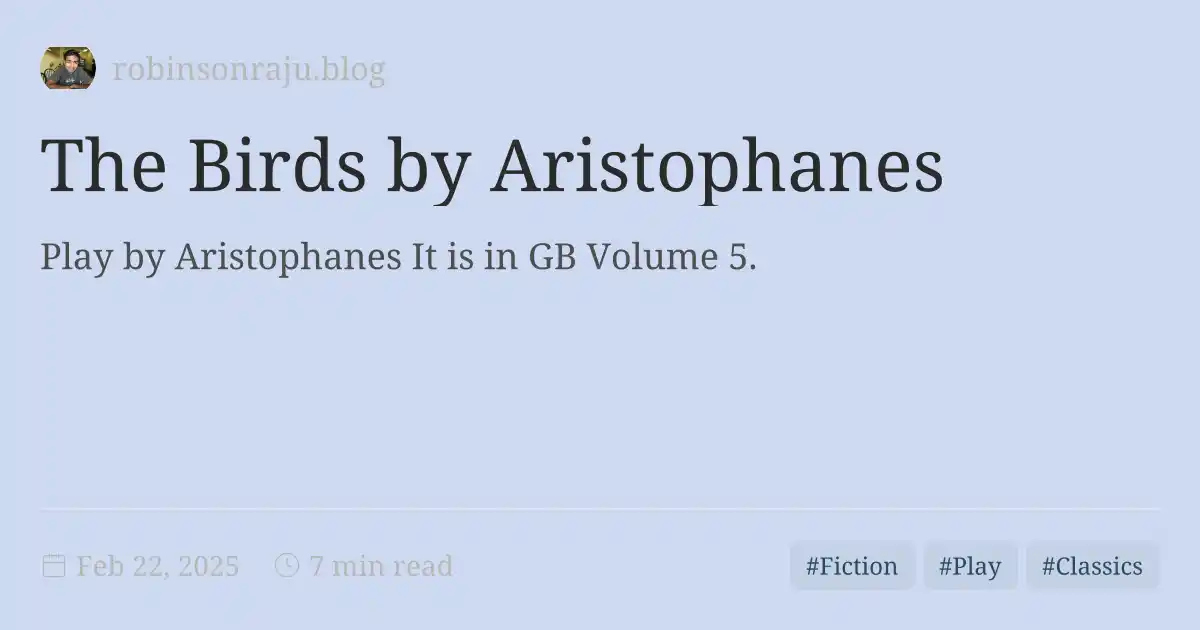 robinsonraju.blog
The Birds by Aristophanes
Play by Aristophanes It is in GB Volume 5.
Feb 22, 2025 7 min read #Fiction #Play #Classics